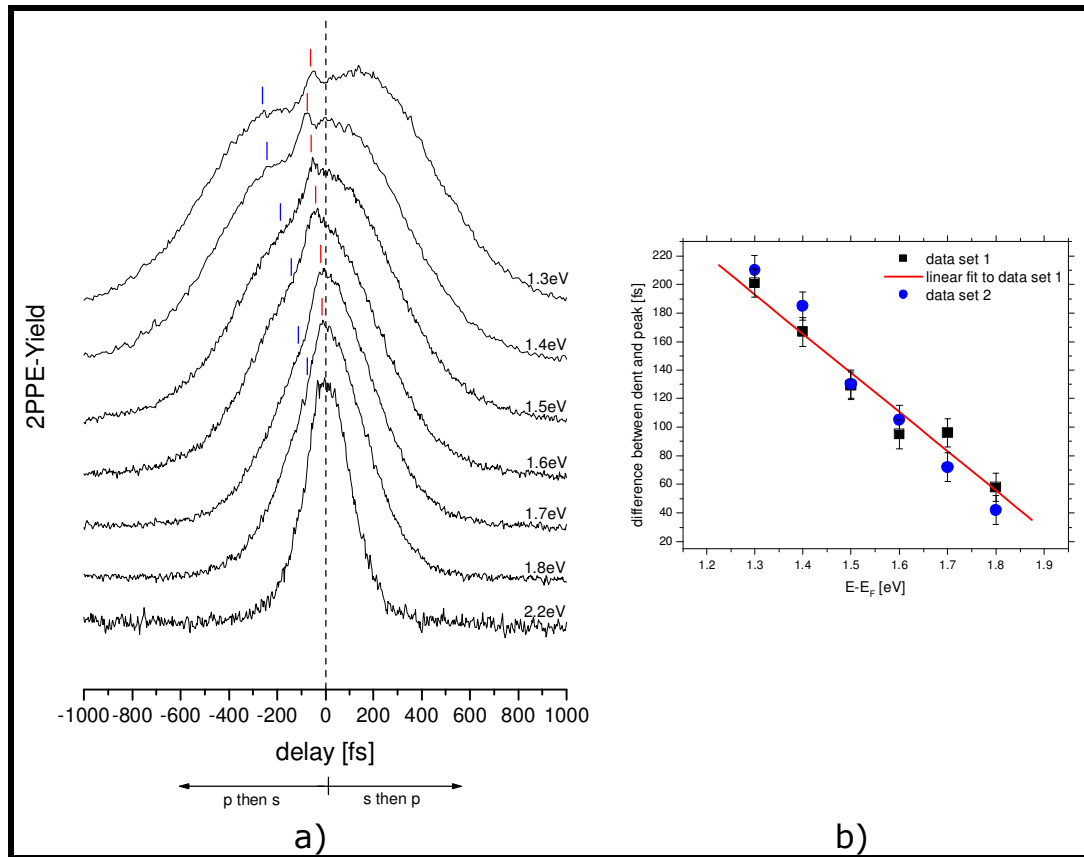 2PPE-Yield
1.3eV
1.4eV
1.5eV
1.6eV
1.7eV
1.8eV
2.2eV
-1000 -800 -600 -400 -200 0 200 400 600 800 1000
delay [fs]
p then s s then p
a)
difference between dent and peak [fs]
220
200
180
160
140
120
100
80
60
40
20
data set 1
linear fit to data set 1
data set 2
1.2 1.3 1.4 1.5 1.6 1.7 1.8 1.9
E-E_F [eV]
b)